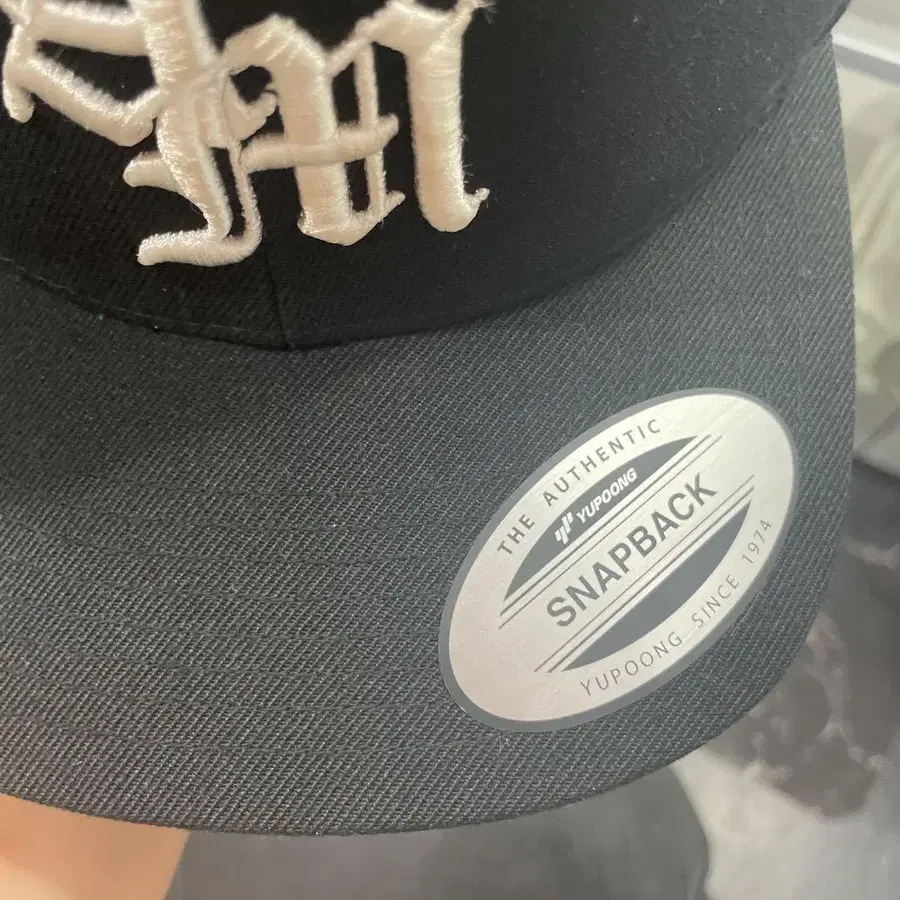 THE AUTHENTIC
YUPOONG
SNAPBACK
YUPOONG SINCE 1974